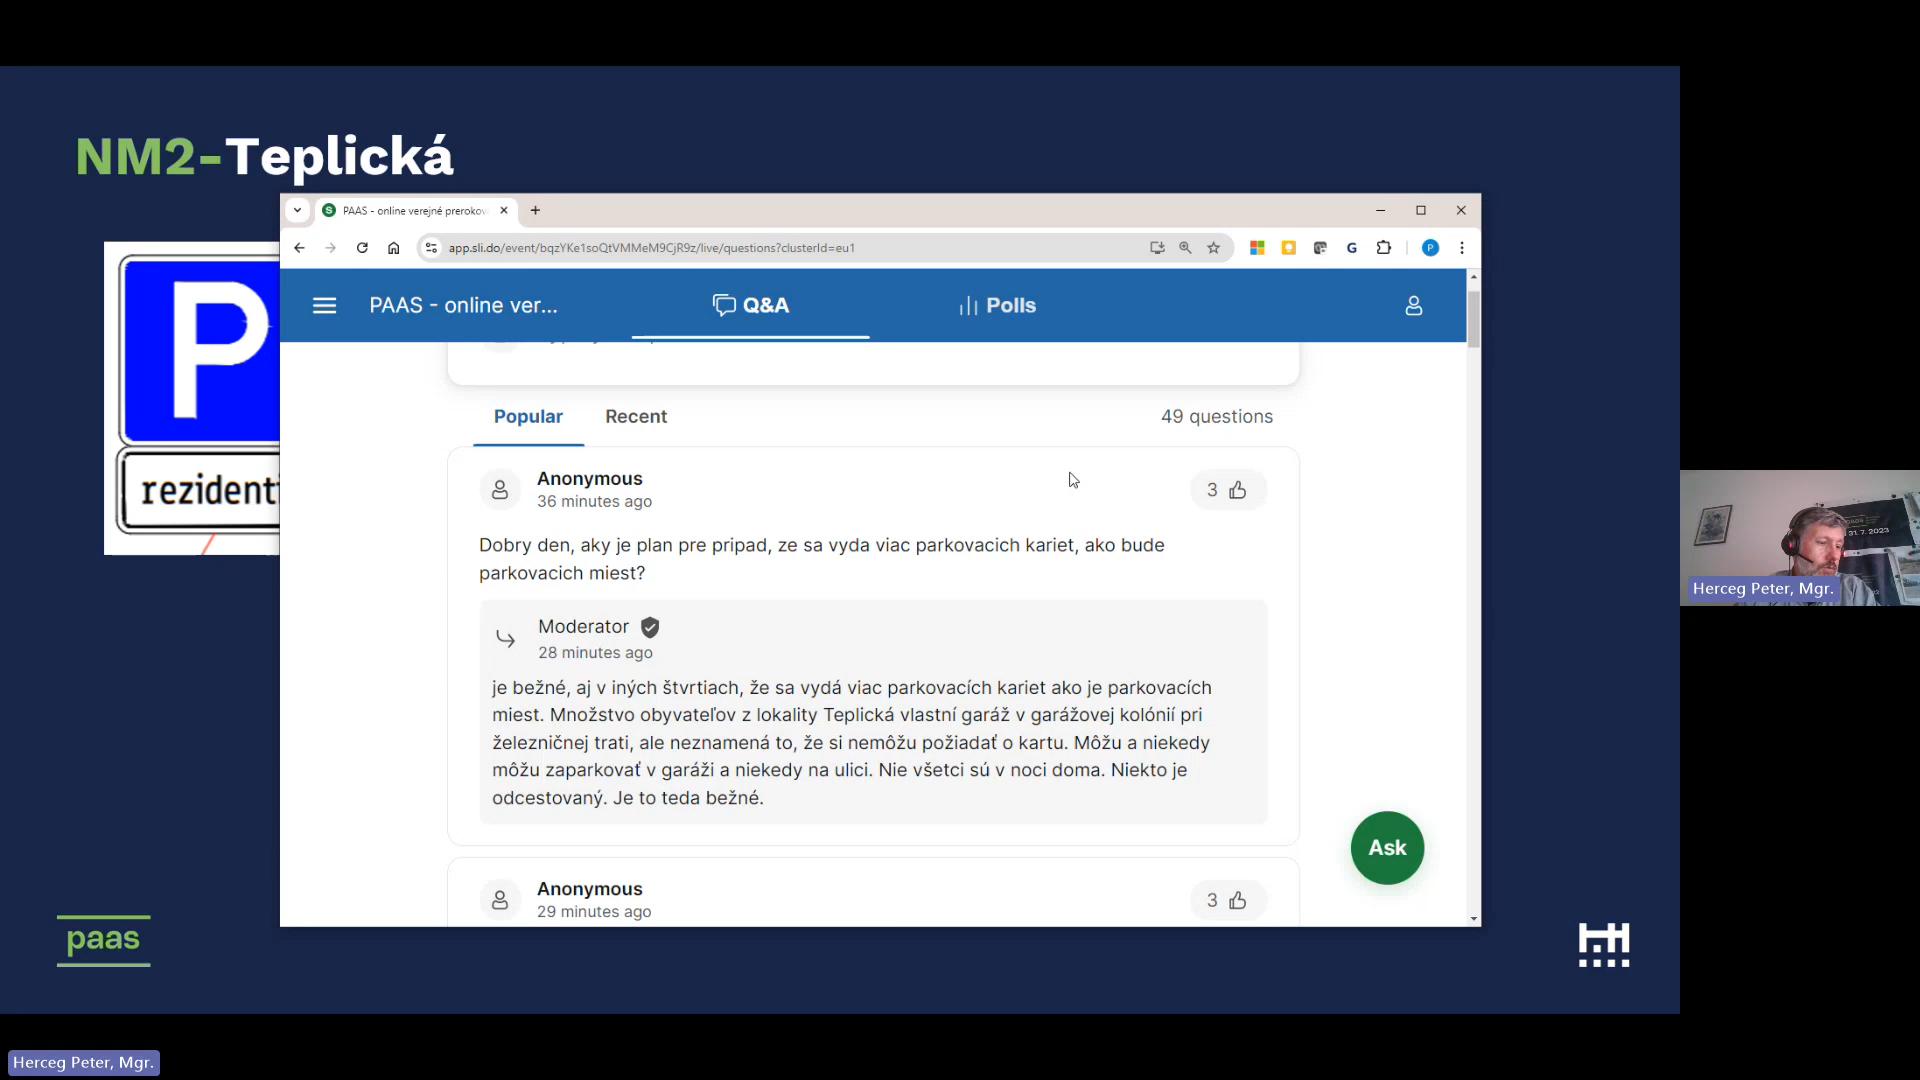 NM2-Teplická
P
rezident
PAAS - online verejné prerokov
app.sli.do/event/bqzYKe1soQtVMMeM9CjR9z/live/questions?clusterId=eu1
G
P
PAAS - online ver...
Q&A
Polls
Popular
Recent
49 questions
Anonymous
36 minutes ago
3
Dobry den, aky je plan pre pripad, ze sa vyda viac parkovacich kariet, ako bude
parkovacich miest?
Moderator
28 minutes ago
je bežné, aj v iných štvrtiach, že sa vydá viac parkovacích kariet ako je parkovacích
miest. Množstvo obyvateľov z lokality Teplická vlastní garáž v garážovej kolónií pri
železničnej trati, ale neznamená to, že si nemôžu požiadať o kartu. Môžu a niekedy
môžu zaparkovať v garáži a niekedy na ulici. Nie všetci sú v noci doma. Niekto je
odcestovaný. Je to teda bežné.
Ask
Anonymous
29 minutes ago
3
paas
31.7.2023
Herceg Peter, Mgr.
Herceg Peter, Mgr.